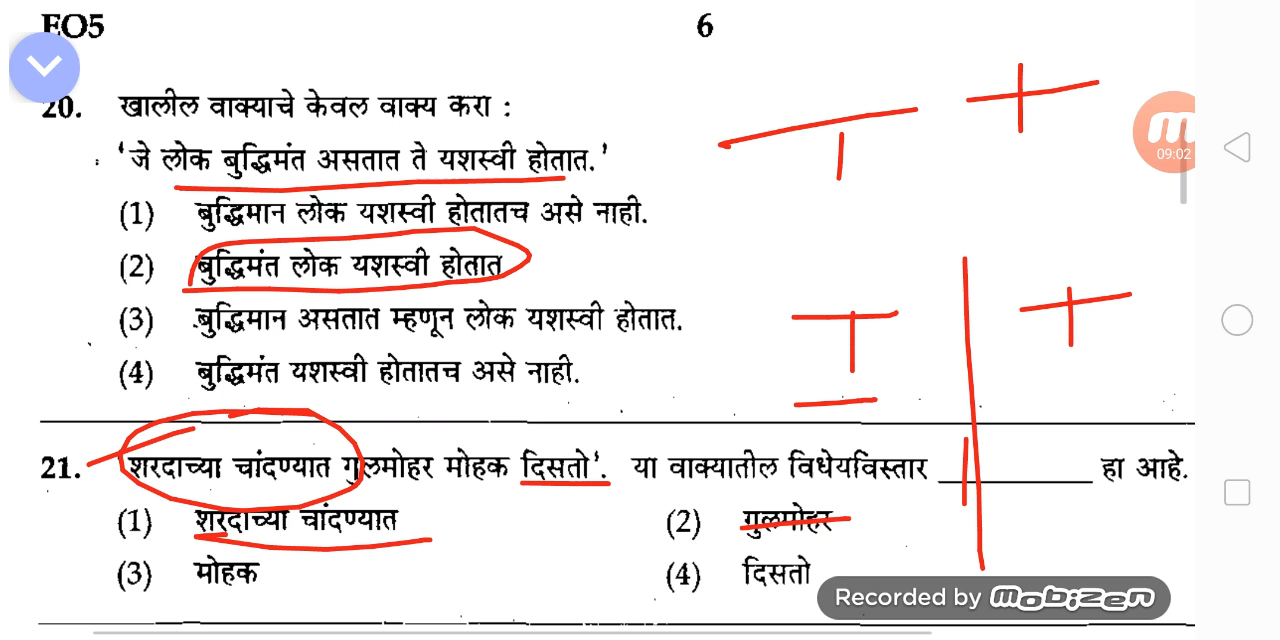 EO5 6
20. खालील वाक्याचे केवल वाक्य करा :
'जे लोक बुद्धिमंत असतात ते यशस्वी होतात.'
(1) बुद्धिमान लोक यशस्वी होतातच असे नाही.
(2) बुद्धिमंत लोक यशस्वी होतात
(3) बुद्धिमान असतात म्हणून लोक यशस्वी होतात.
(4) बुद्धिमंत यशस्वी होतातच असे नाही.
21. शरदाच्या चांदण्यात गुलमोहर मोहक दिसतो'. या वाक्यातील विधेयविस्तार __________ हा आहे.
(1) शरदाच्या चांदण्यात (2) गुलमोहर
(3) मोहक (4) दिसतो
09:02
Recorded by mobizen